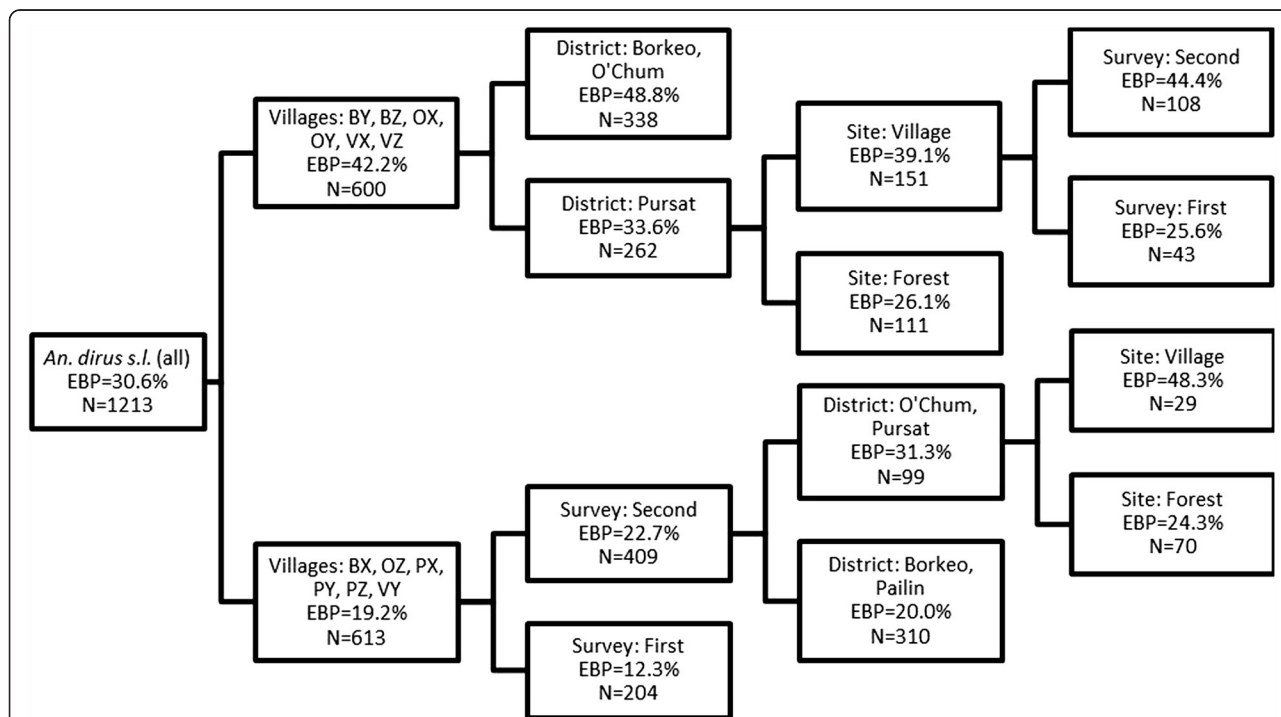 An. dirus s.l. (all)
EBP=30.6%
N=1213
Villages: BY, BZ, OX,
OY, VX, VZ
EBP=42.2%
N=600
Villages: BX, OZ, PX,
PY, PZ, VY
EBP=19.2%
N=613
District: Borkeo,
O'Chum
EBP=48.8%
N=338
District: Pursat
EBP=33.6%
N=262
Survey: Second
EBP=22.7%
N=409
Survey: First
EBP=12.3%
N=204
Site: Village
EBP=39.1%
N=151
Site: Forest
EBP=26.1%
N=111
District: O'Chum,
Pursat
EBP=31.3%
N=99
District: Borkeo,
Pailin
EBP=20.0%
N=310
Survey: Second
EBP=44.4%
N=108
Survey: First
EBP=25.6%
N=43
Site: Village
EBP=48.3%
N=29
Site: Forest
EBP=24.3%
N=70